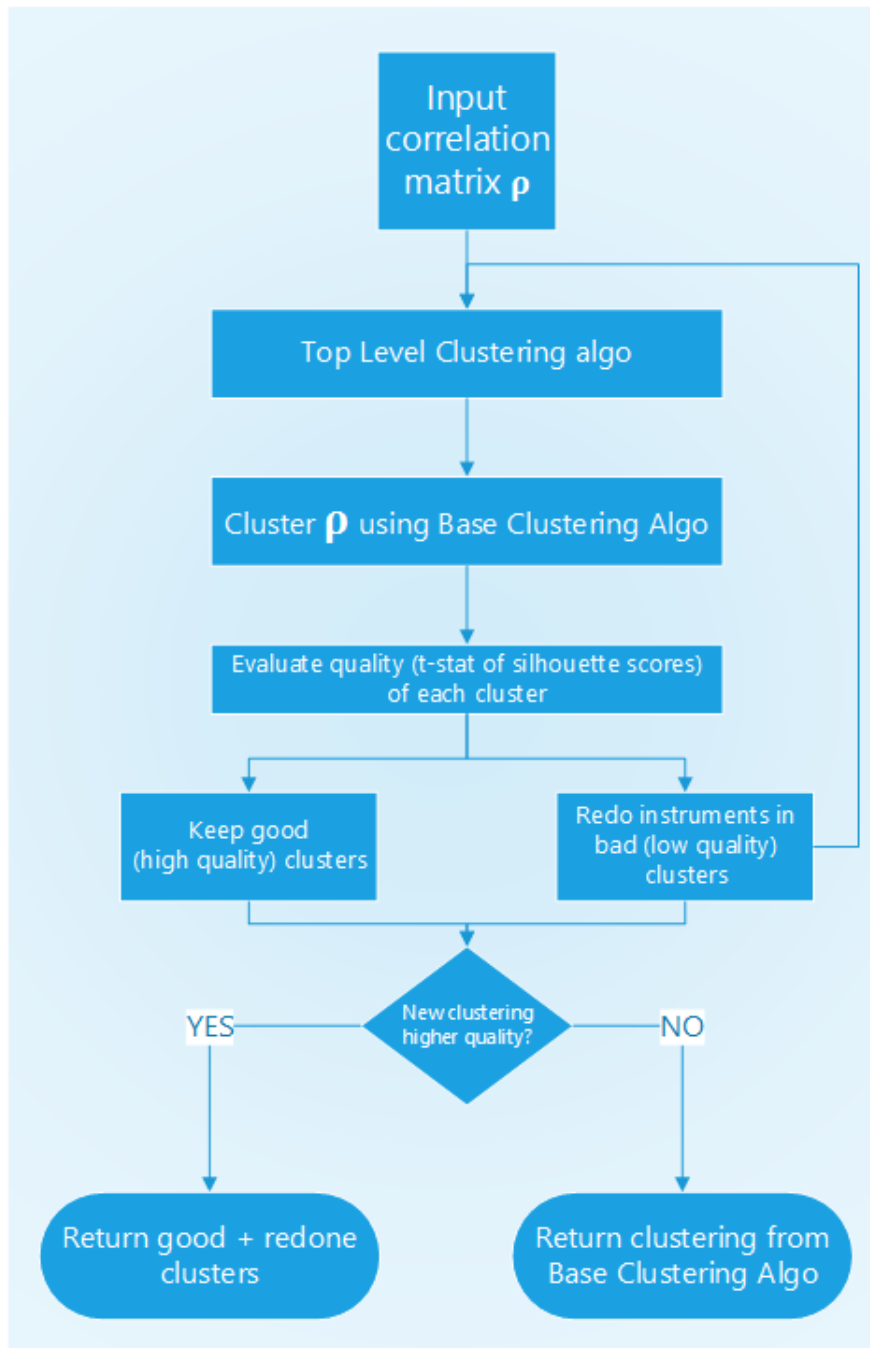 Input
correlation
matrix ρ
Top Level Clustering algo
Cluster ρ using Base Clustering Algo
Evaluate quality (t-stat of silhouette scores)
of each cluster
Keep good
(high quality) clusters
Redo instruments in
bad (low quality)
clusters
New clustering
higher quality?
YES
NO
Return good + redone
clusters
Return clustering from
Base Clustering Algo